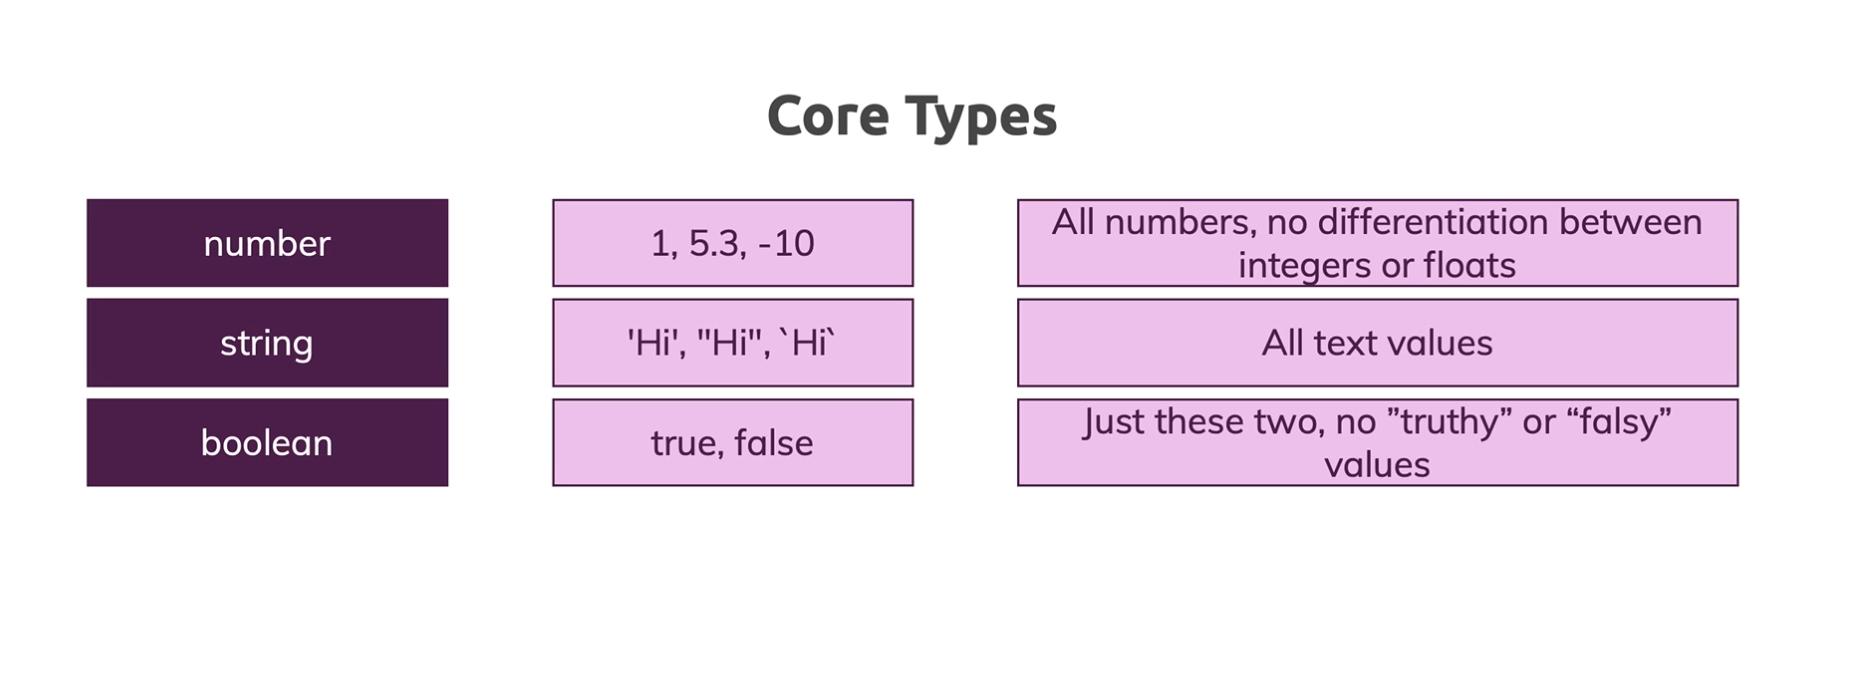 Core Types
number
1, 5.3, -10
All numbers, no differentiation between
integers or floats
string
'Hi', "Hi", `Hi`
All text values
boolean
true, false
Just these two, no ”truthy” or “falsy”
values